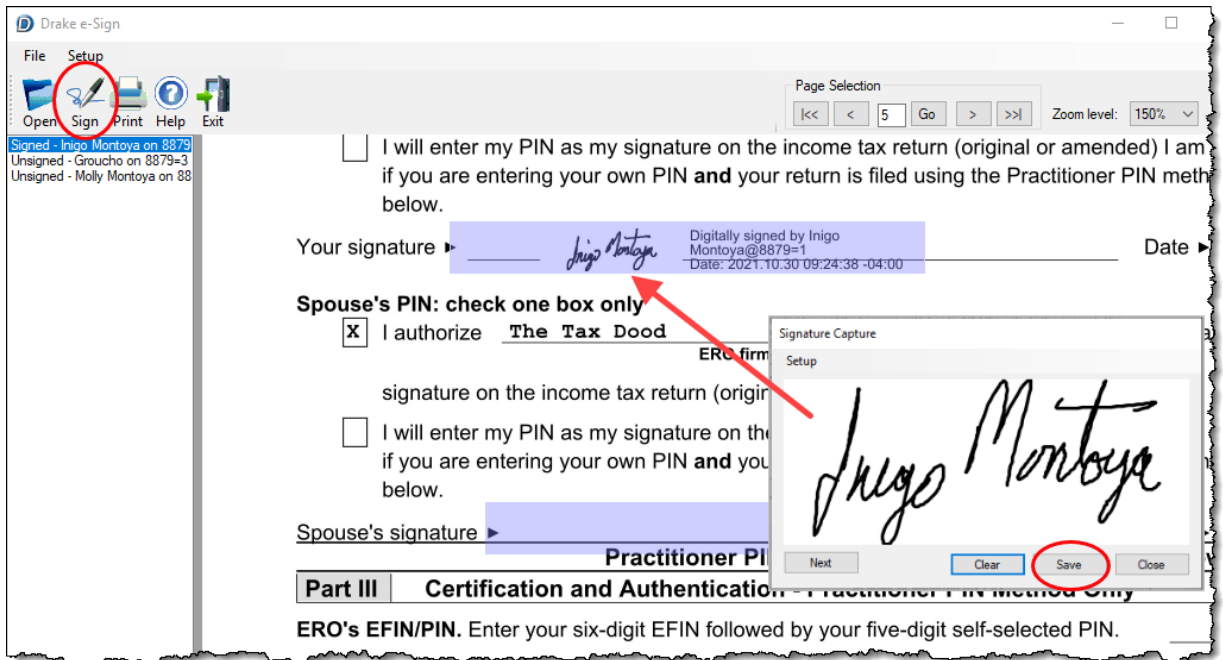 Drake e-Sign
File Setup
Open Sign Print Help Exit
Page Selection
|<< < 5 Go > >>| Zoom level: 150%
Signed - Inigo Montoya on 8879
Unsigned - Groucho on 8879=3
Unsigned - Molly Montoya on 88
I will enter my PIN as my signature on the income tax return (original or amended) I am
if you are entering your own PIN and your return is filed using the Practitioner PIN meth
below.
Your signature ► Inigo Montoya Digitally signed by Inigo
Montoya@8879=1
Date: 2021.10.30 09:24:38 -04:00
Date ►
Spouse's PIN: check one box only
X I authorize The Tax Dood
ERO firm
signature on the income tax return (origin
I will enter my PIN as my signature on the
if you are entering your own PIN and you
below.
Spouse's signature ►
Signature Capture
Setup
Inigo Montoya
Next Clear Save Close
Practitioner PI
Part III Certification and Authentication - Practitioner PIN Method Only
ERO's EFIN/PIN. Enter your six-digit EFIN followed by your five-digit self-selected PIN.